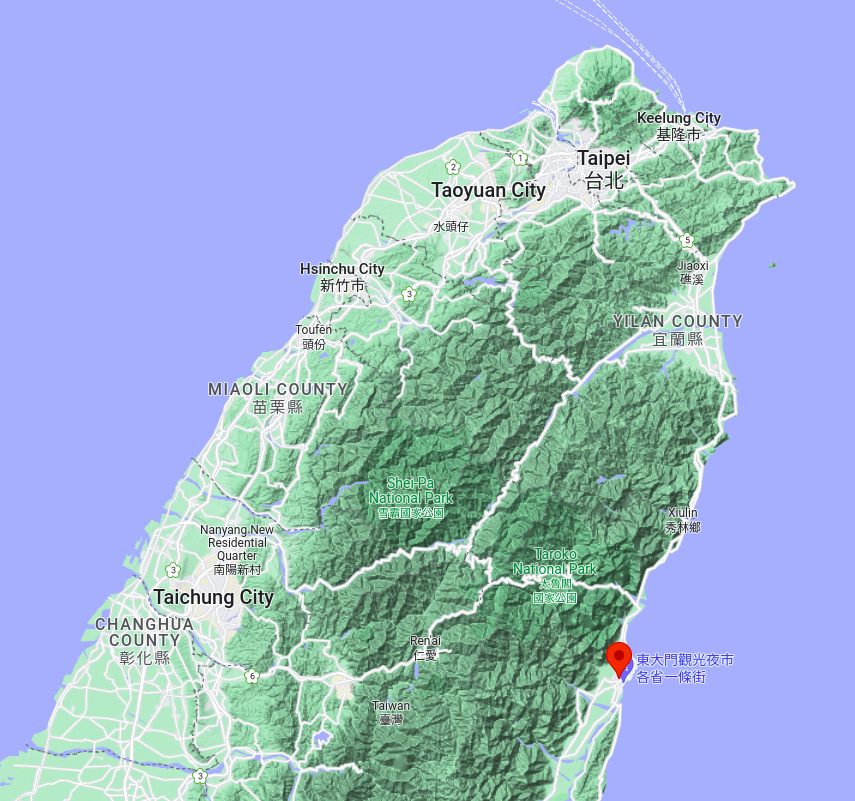 Keelung City
基隆市
1
Taipei
台北
2
Taoyuan City
水頭仔
5
Jiaoxi
礁溪
Hsinchu City
新竹市
3
YILAN COUNTY
宜蘭縣
Toufen
頭份
MIAOLI COUNTY
苗栗縣
Shei-Pa
National Park
雪霸國家公園
Xiulin
秀林鄉
Nanyang New
Residential
Quarter
南陽新村
3
Taroko
National Park
太魯閣
國家公園
Taichung City
CHANGHUA
COUNTY
彰化縣
Ren'ai
仁愛
6
東大門觀光夜市
各省一條街
Taiwan
臺灣
3